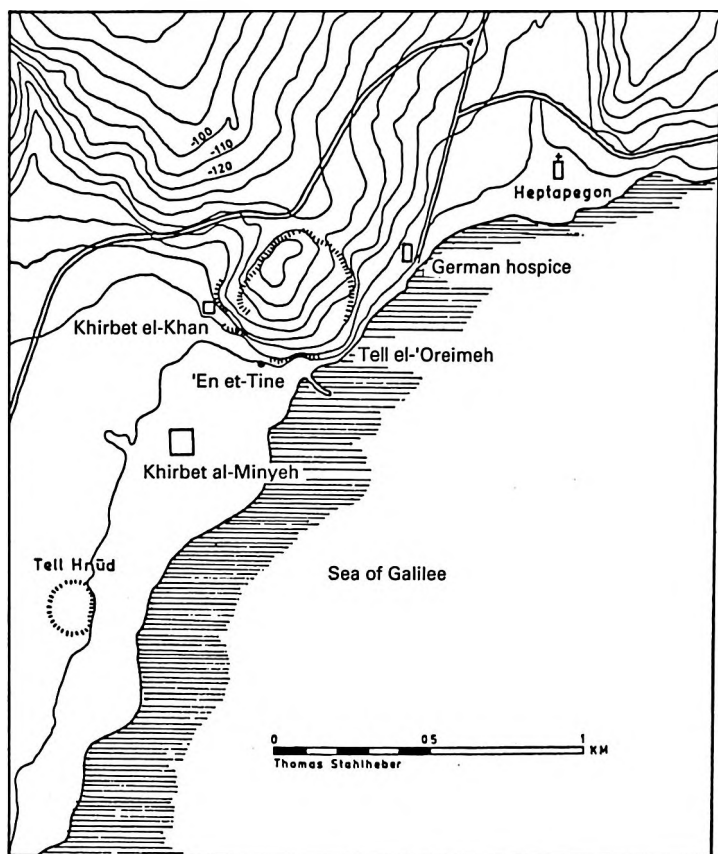 -100
-110
-120
Heptapegon
German hospice
Khirbet el-Khan
Tell el-'Oreimeh
'En et-Tine
Khirbet al-Minyeh
Tell Hnūd
Sea of Galilee
0 05 1
KM
Thomas Stahlheber